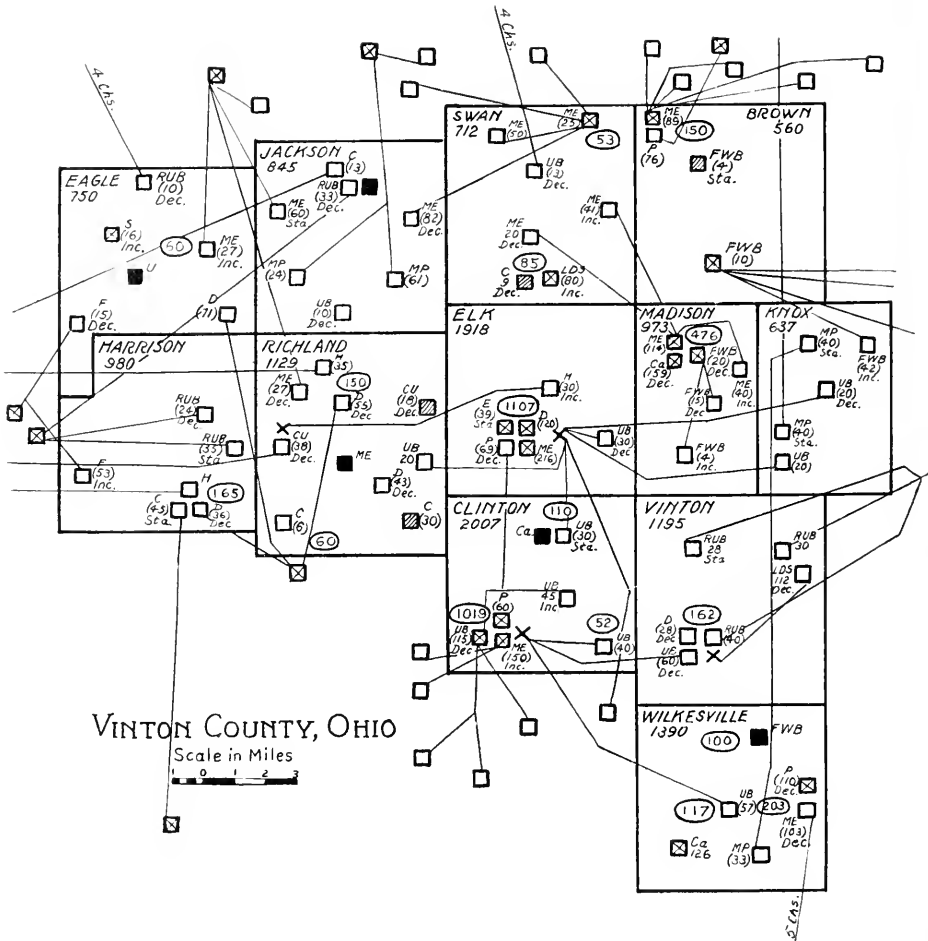 4 Chs.
4 Chs.
SWAN
712
ME
(50)
ME
(25)
53
UB
(13)
Dec.
ME
(41)
Inc.
ME
20
Dec
85
C
9
Dec.
LDS
(80)
Inc.
BROWN
560
ME
(89)
150
P
(76)
FWB
(4)
Sta.
FWB
(10)
JACKSON
845
C
(13)
RUB
(33)
Dec.
ME
(60)
Sta
ME
(82)
Dec.
MP
(24)
MP
(61)
UB
(10)
Dec.
EAGLE
750
RUB
(10)
Dec.
S
(16)
Inc.
60
ME
(27)
Inc.
U
F
(15)
Dec.
D
(71)
HARRISON
980
RUB
(24)
Dec
RUB
(35)
Sta
F
(53)
Inc.
H
165
C
(45)
Sta
D
(36)
Dec
RICHLAND
1129
H
(35)
ME
(27)
Dec.
150
D
(55)
Dec
CU
(18)
Dec
CU
(38)
Dec.
ME
UB
20
D
(43)
Dec.
C
(6)
C
(30)
60
ELK
1918
H
(30)
Inc.
E
(39)
Sta
1107
D
(20)
P
(69)
Dec.
ME
(216)
UB
(30)
Dec.
MADISON
973
476
ME
(114)
FWB
(20)
Dec.
Ca
(159)
Dec.
ME
(40)
Inc.
FWB
(15)
Dec
FWB
(4)
Inc.
KNOX
637
MP
(40)
Sta.
FWB
(42)
Inc.
UB
(20)
Dec.
MP
(40)
Sta.
UB
(20)
CLINTON
2007
110
Ca
UB
(30)
Sta.
UB
45
Inc
P
(60)
1019
52
UB
(115)
Dec
ME
(150)
Inc.
UB
(40)
VINTON
1195
RUB
28
Sta
RUB
30
LDS
112
Dec.
162
D
(28)
Dec
RUB
(40)
UB
(60)
Dec.
WILKESVILLE
1390
100
FWB
P
(110)
Dec.
117
UB
(57)
203
ME
(103)
Dec.
Ca
126
MP
(33)
5 Chs.
VINTON COUNTY, OHIO
Scale in Miles
1 0 1 2 3